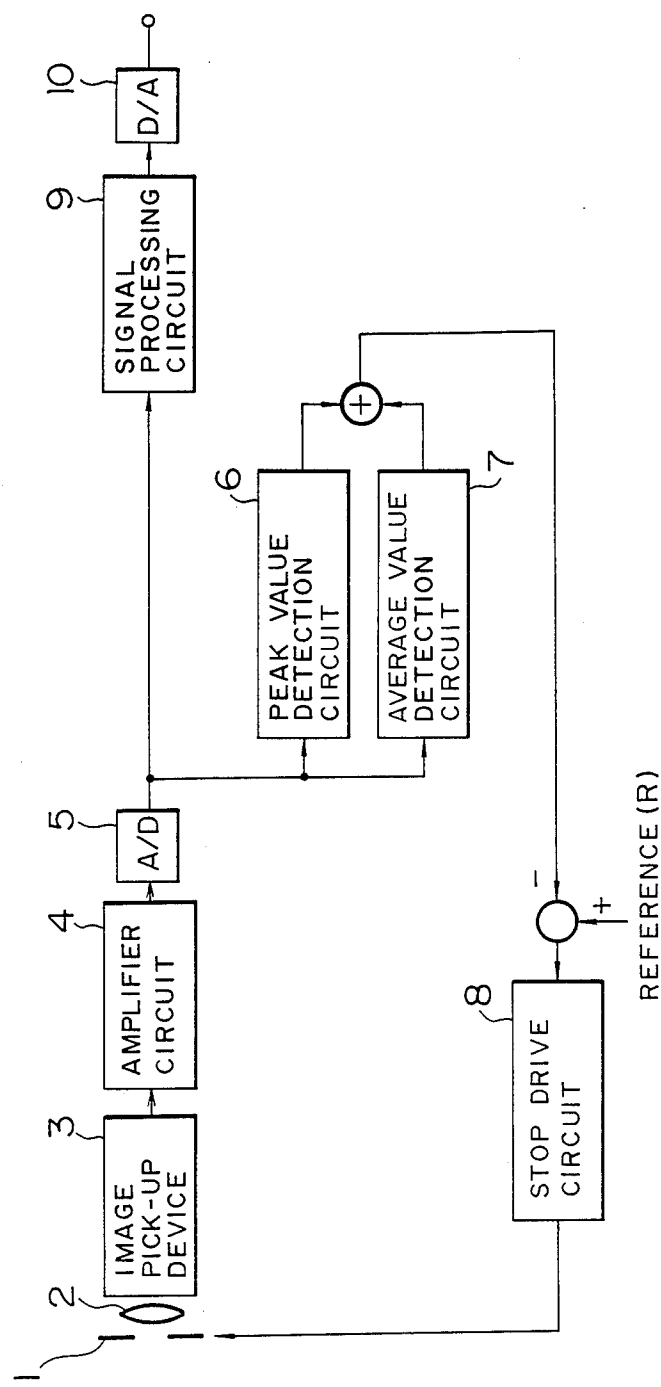 1
2
3
IMAGE
PICK-UP
DEVICE
4
AMPLIFIER
CIRCUIT
5
A/D
9
SIGNAL
PROCESSING
CIRCUIT
10
D/A
6
PEAK VALUE
DETECTION
CIRCUIT
+
7
AVERAGE VALUE
DETECTION
CIRCUIT
8
STOP DRIVE
CIRCUIT
-
+
REFERENCE (R)